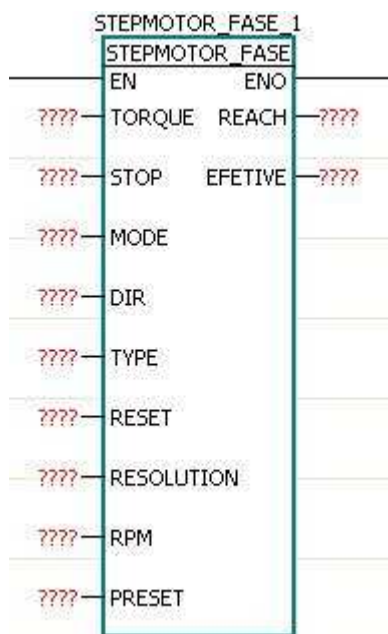 STEPMOTOR_FASE_1
STEPMOTOR_FASE
EN ENO
???? TORQUE REACH ????
???? STOP EFETIVE ????
???? MODE
???? DIR
???? TYPE
???? RESET
???? RESOLUTION
???? RPM
???? PRESET